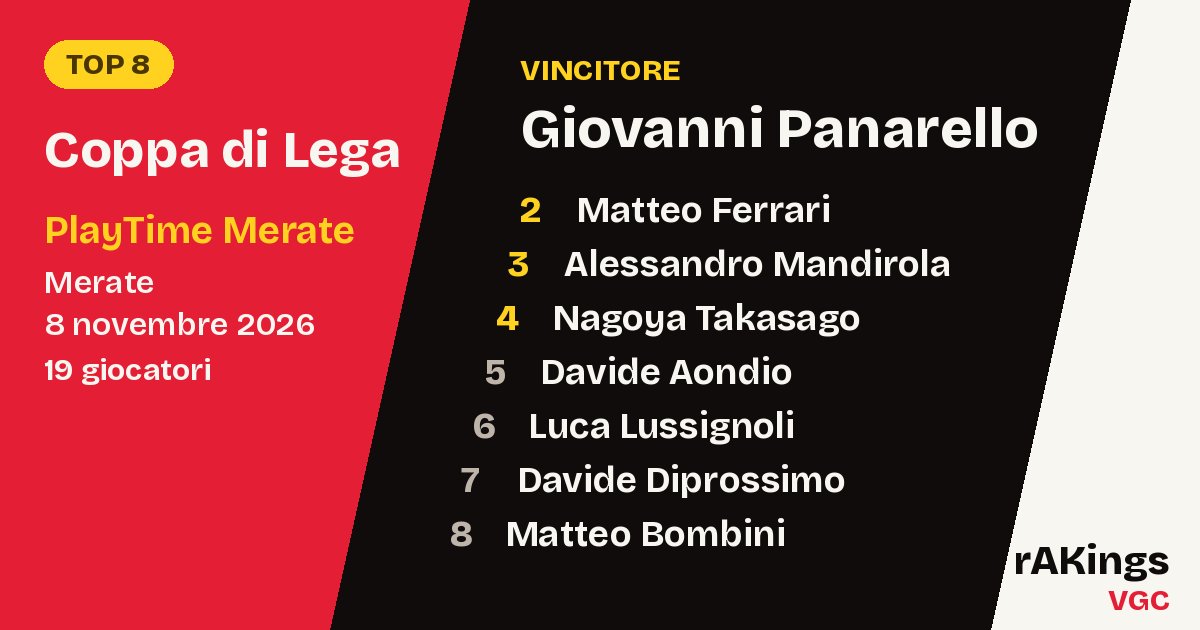 TOP 8
Coppa di Lega
PlayTime Merate
Merate
8 novembre 2026
19 giocatori
VINCITORE
Giovanni Panarello
2 Matteo Ferrari
3 Alessandro Mandirola
4 Nagoya Takasago
5 Davide Aondio
6 Luca Lussignoli
7 Davide Diprossimo
8 Matteo Bombini
rAKings
VGC